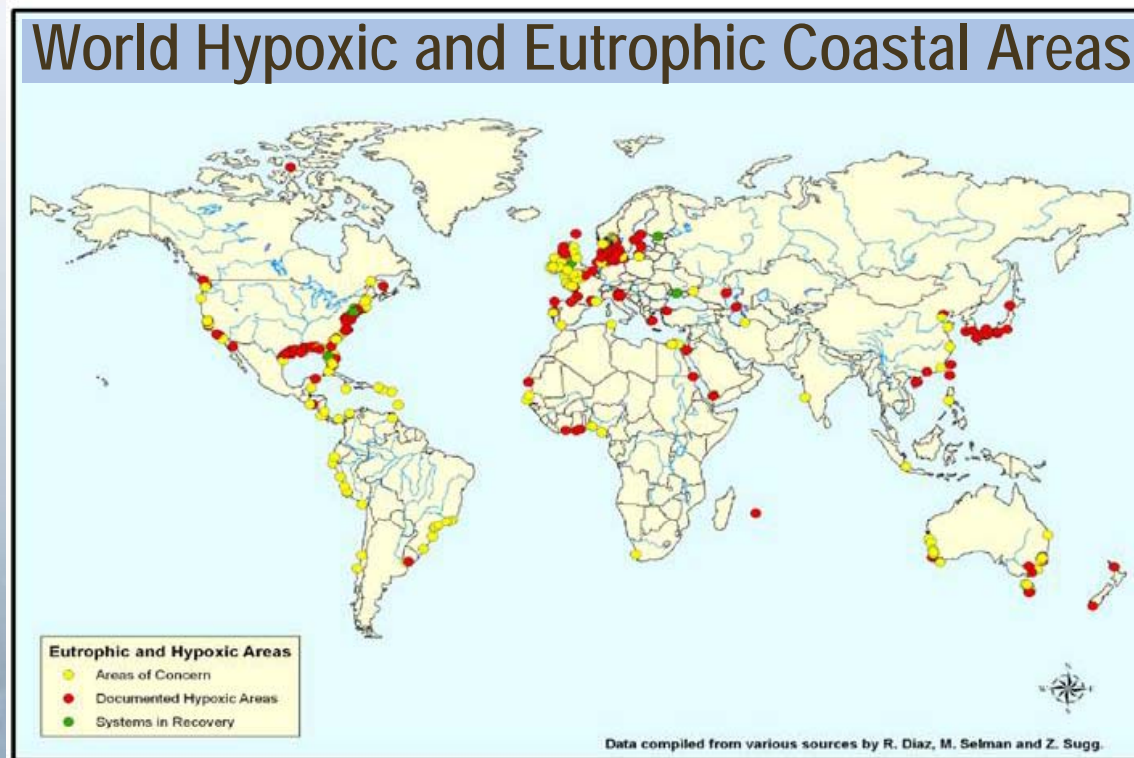 World Hypoxic and Eutrophic Coastal Areas
Eutrophic and Hypoxic Areas
Areas of Concern
Documented Hypoxic Areas
Systems in Recovery
N
W E
S
Data compiled from various sources by R. Diaz, M. Selman and Z. Sugg.